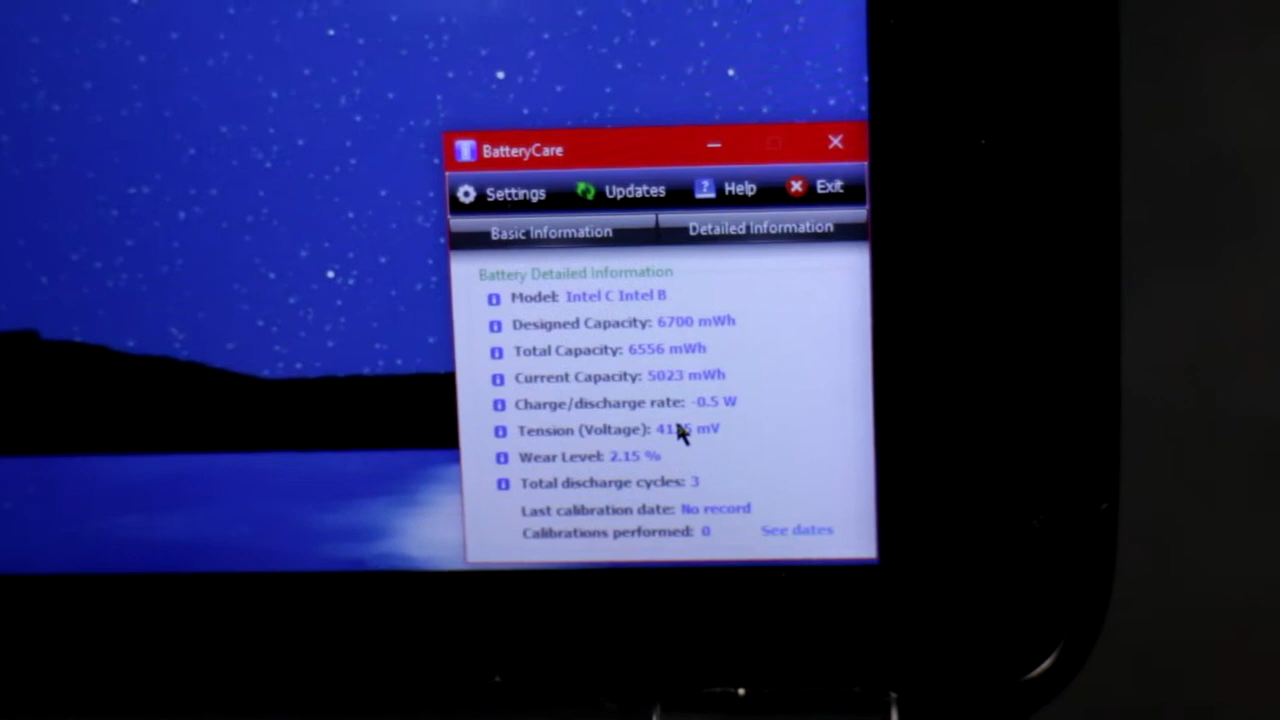 BatteryCare
Settings Updates Help Exit
Basic Information Detailed Information
Battery Detailed Information
Model: Intel C Intel B
Designed Capacity: 6700 mWh
Total Capacity: 6556 mWh
Current Capacity: 5023 mWh
Charge/discharge rate: -0.5 W
Tension (Voltage): mV
Wear Level: 2.15 %
Total discharge cycles: 3
Last calibration date: No record
Calibrations performed: 0 See dates